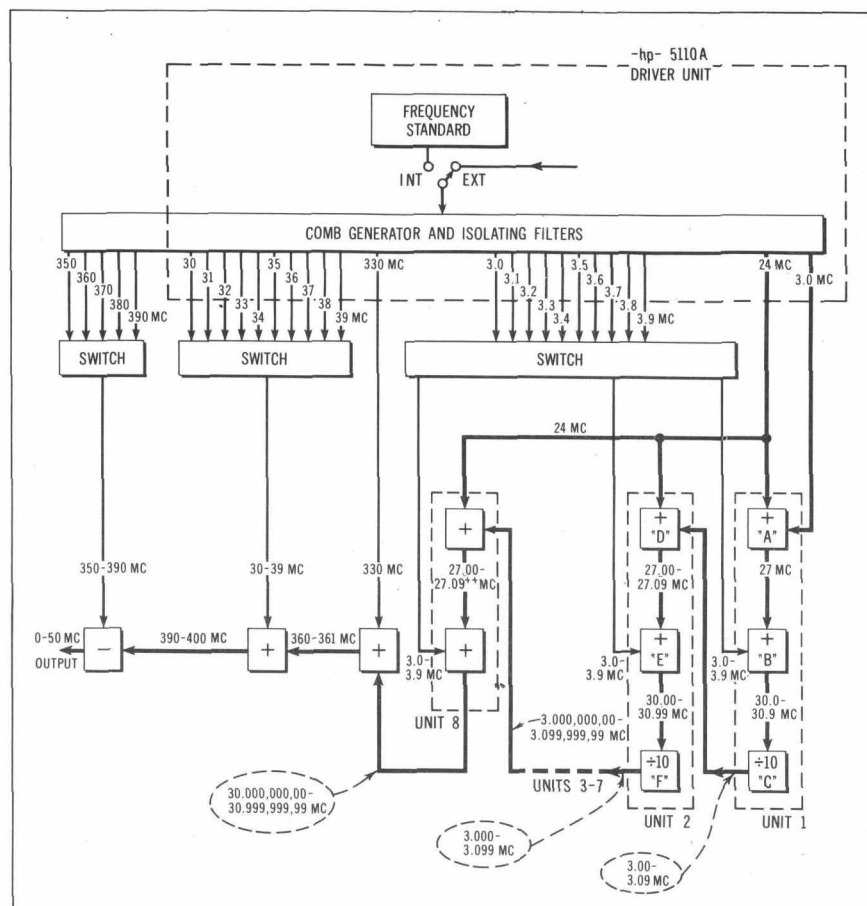 -hp- 5110A
DRIVER UNIT
FREQUENCY
STANDARD
INT
EXT
COMB GENERATOR AND ISOLATING FILTERS
350
360
370
380
390 MC
30
31
32
33
34
35
36
37
38
39 MC
330 MC
3.0
3.1
3.2
3.3
3.4
3.5
3.6
3.7
3.8
3.9 MC
24 MC
3.0 MC
SWITCH
SWITCH
SWITCH
24 MC
+
+
"D"
+
"A"
350-390 MC
30-39 MC
330 MC
27.00-
27.09++MC
27.00-
27.09 MC
27 MC
0-50 MC
OUTPUT
−
390-400 MC
+
360-361 MC
+
+
+
"E"
+
"B"
3.0-
3.9 MC
3.0-
3.9 MC
3.0-
3.9 MC
UNIT 8
3.000,000,00-
3.099,999,99 MC
30.00-
30.99 MC
30.0-
30.9 MC
÷10
"F"
÷10
"C"
30.000,000,00-
30.999,999,99 MC
UNITS 3-7
UNIT 2
UNIT 1
3.000-
3.099 MC
3.00-
3.09 MC